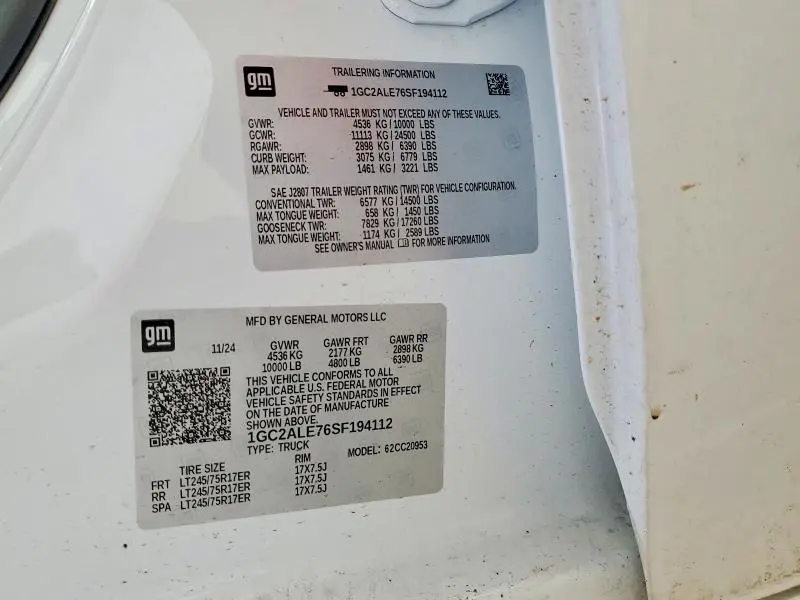 gm
TRAILERING INFORMATION
1GC2ALE76SF194112
VEHICLE AND TRAILER MUST NOT EXCEED ANY OF THESE VALUES.
GVWR: 4536 KG / 10000 LBS
GCWR: 11113 KG / 24500 LBS
RGAWR: 2898 KG / 6390 LBS
CURB WEIGHT: 3075 KG / 6779 LBS
MAX PAYLOAD: 1461 KG / 3221 LBS
SAE J2807 TRAILER WEIGHT RATING (TWR) FOR VEHICLE CONFIGURATION.
CONVENTIONAL TWR: 6577 KG / 14500 LBS
MAX TONGUE WEIGHT: 658 KG / 1450 LBS
GOOSENECK TWR: 7829 KG / 17260 LBS
MAX TONGUE WEIGHT: 1174 KG / 2589 LBS
SEE OWNER'S MANUAL FOR MORE INFORMATION
gm
MFD BY GENERAL MOTORS LLC
11/24 GVWR GAWR FRT GAWR RR
4536 KG 2177 KG 2898 KG
10000 LB 4800 LB 6390 LB
THIS VEHICLE CONFORMS TO ALL
APPLICABLE U.S. FEDERAL MOTOR
VEHICLE SAFETY STANDARDS IN EFFECT
ON THE DATE OF MANUFACTURE
SHOWN ABOVE.
1GC2ALE76SF194112
TYPE: TRUCK MODEL: 62CC20953
TIRE SIZE RIM
FRT LT245/75R17ER 17X7.5J
RR LT245/75R17ER 17X7.5J
SPA LT245/75R17ER 17X7.5J